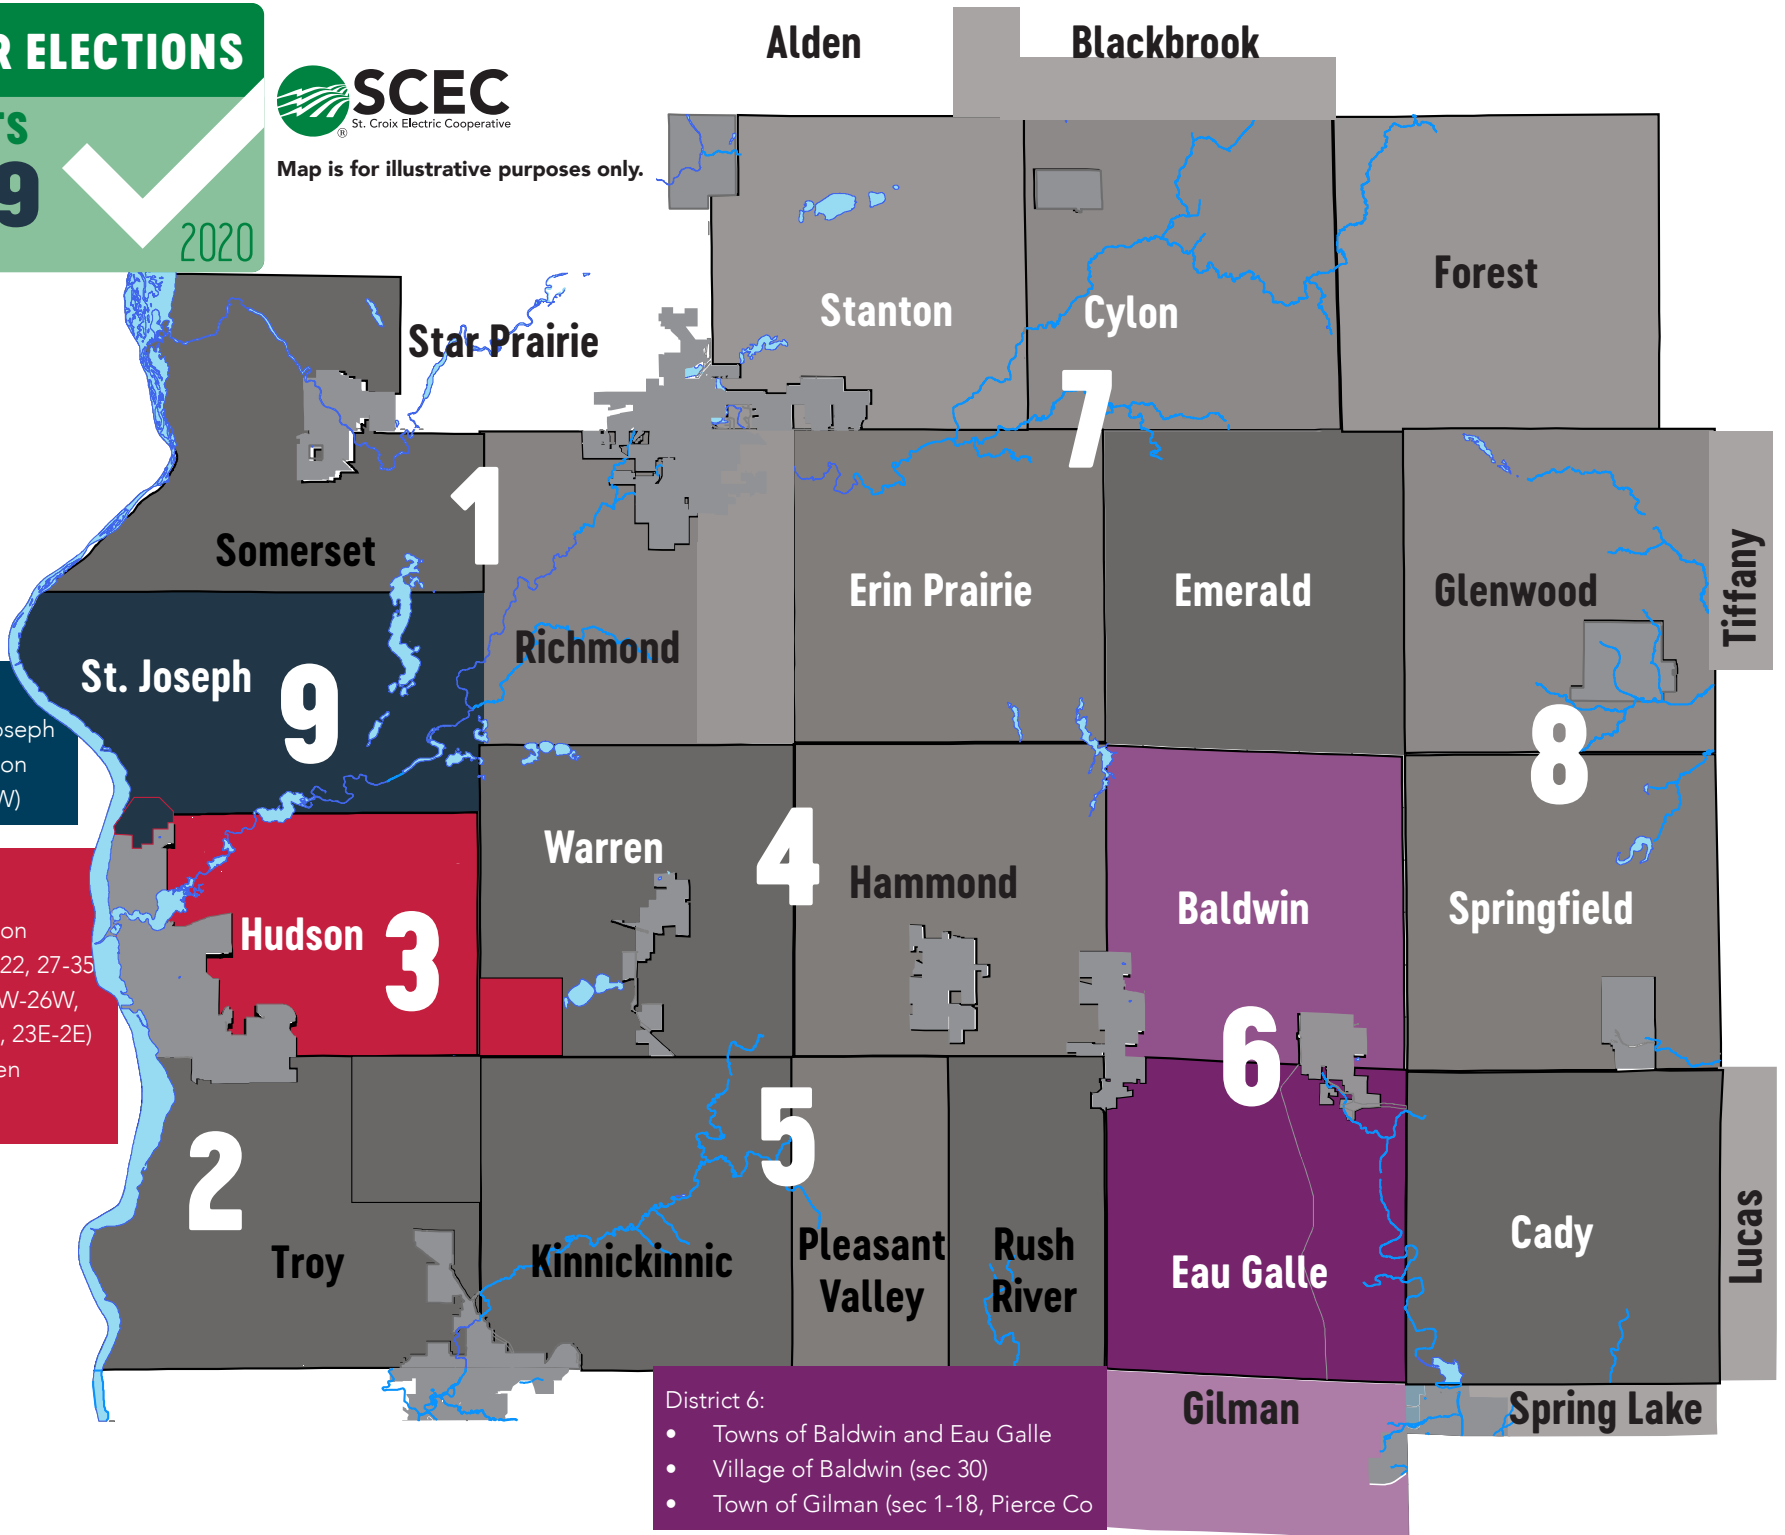 R ELECTIONS
TS
9
2020
SCEC
St. Croix Electric Cooperative
®
Map is for illustrative purposes only.
Alden
Blackbrook
Stanton
Cylon
Forest
Star Prairie
7
1
Somerset
Erin Prairie
Emerald
Glenwood
Tiffany
Richmond
St. Joseph
9
8
oseph
on
W)
Warren
4
Hammond
Baldwin
Springfield
Hudson
3
on
22, 27-35
W-26W,
, 23E-2E)
en
6
5
2
Troy
Kinnickinnic
Pleasant
Valley
Rush
River
Eau Galle
Cady
Lucas
District 6:
• Towns of Baldwin and Eau Galle
• Village of Baldwin (sec 30)
• Town of Gilman (sec 1-18, Pierce Co
Gilman
Spring Lake